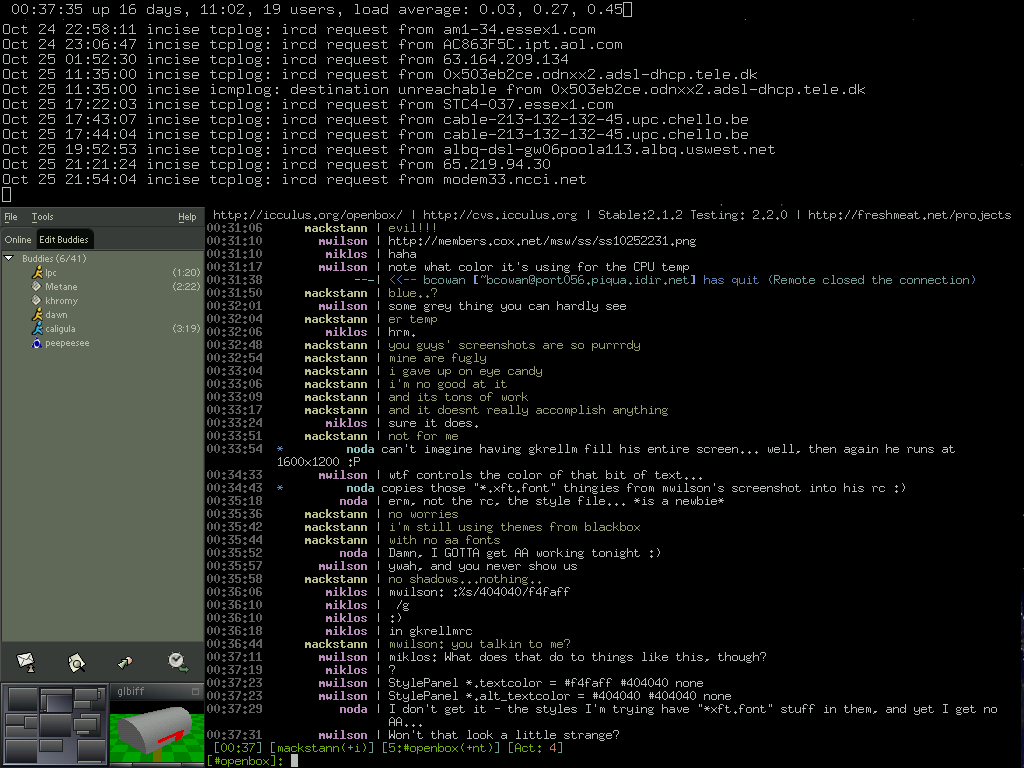 00:37:35 up 16 days, 11:02, 19 users, load average: 0.03, 0.27, 0.45
Oct 24 22:58:11 incise tcplog: ircd request from am1-34.essex1.com
Oct 24 23:06:47 incise tcplog: ircd request from AC863F5C.ipt.aol.com
Oct 25 01:52:30 incise tcplog: ircd request from 63.164.209.134
Oct 25 11:35:00 incise tcplog: ircd request from 0x503eb2ce.odnxx2.adsl-dhcp.tele.dk
Oct 25 11:35:00 incise icmplog: destination unreachable from 0x503eb2ce.odnxx2.adsl-dhcp.tele.dk
Oct 25 17:22:03 incise tcplog: ircd request from STC4-037.essex1.com
Oct 25 17:43:07 incise tcplog: ircd request from cable-213-132-132-45.upc.chello.be
Oct 25 17:44:04 incise tcplog: ircd request from cable-213-132-132-45.upc.chello.be
Oct 25 19:52:53 incise tcplog: ircd request from albq-dsl-gw06poola113.albq.uswest.net
Oct 25 21:21:24 incise tcplog: ircd request from 65.219.94.30
Oct 25 21:54:04 incise tcplog: ircd request from modem33.ncci.net
File Tools Help
Online Edit Buddies
Buddies (6/41)
lpc (1:20)
Metane (2:22)
khromy
dawn
caligula (3:19)
peepeesee
glbiff
http://icculus.org/openbox/ | http://cvs.icculus.org | Stable:2.1.2 Testing: 2.2.0 | http://freshmeat.net/projects
00:31:06 mackstann | evil!!!
00:31:10 mwilson | http://members.cox.net/msw/ss/ss10252231.png
00:31:10 miklos | haha
00:31:17 mwilson | note what color it's using for the CPU temp
00:31:38 ---| <<-- bcowan [~bcowan@port056.piqua.idir.net] has quit (Remote closed the connection)
00:31:50 mackstann | blue..?
00:31:58 mwilson | some grey thing you can hardly see
00:32:04 mackstann | er temp
00:32:06 miklos | hrm.
00:32:48 mackstann | you guys' screenshots are so purrrdy
00:32:54 mackstann | mine are fugly
00:33:04 mackstann | i gave up on eye candy
00:33:06 mackstann | i'm no good at it
00:33:09 mackstann | and its tons of work
00:33:17 mackstann | and it doesnt really accomplish anything
00:33:24 miklos | sure it does.
00:33:51 mackstann | not for me
00:33:54 * noda can't imagine having gkrellm fill his entire screen... well, then again he runs at
1600x1200 :P
00:34:33 mwilson | wtf controls the color of that bit of text...
00:34:43 * noda copies those "*.xft.font" thingies from mwilson's screenshot into his rc :)
00:35:18 noda | erm, not the rc, the style file... *is a newbie*
00:35:36 mackstann | no worries
00:35:42 mackstann | i'm still using themes from blackbox
00:35:44 mackstann | with no aa fonts
00:35:52 noda | Damn, I GOTTA get AA working tonight :)
00:35:57 mwilson | ywah, and you never show us
00:35:58 mackstann | no shadows...nothing..
00:36:06 miklos | mwilson: :%s/404040/f4faff
00:36:10 miklos | /g
00:36:10 miklos | :)
00:36:18 miklos | in gkrellmrc
00:36:44 mackstann | mwilson: you talkin to me?
00:37:11 mwilson | miklos: What does that do to things like this, though?
00:37:19 miklos | ?
00:37:23 mwilson | StylePanel *.textcolor = #f4faff #404040 none
00:37:23 mwilson | StylePanel *.alt_textcolor = #404040 #404040 none
00:37:29 noda | I don't get it - the styles I'm trying have "*xft.font" stuff in them, and yet I get no
AA...
00:37:31 mwilson | Won't that look a little strange?
[00:37] [mackstann(+i)] [5:#openbox(+nt)] [Act: 4]
[#openbox]: